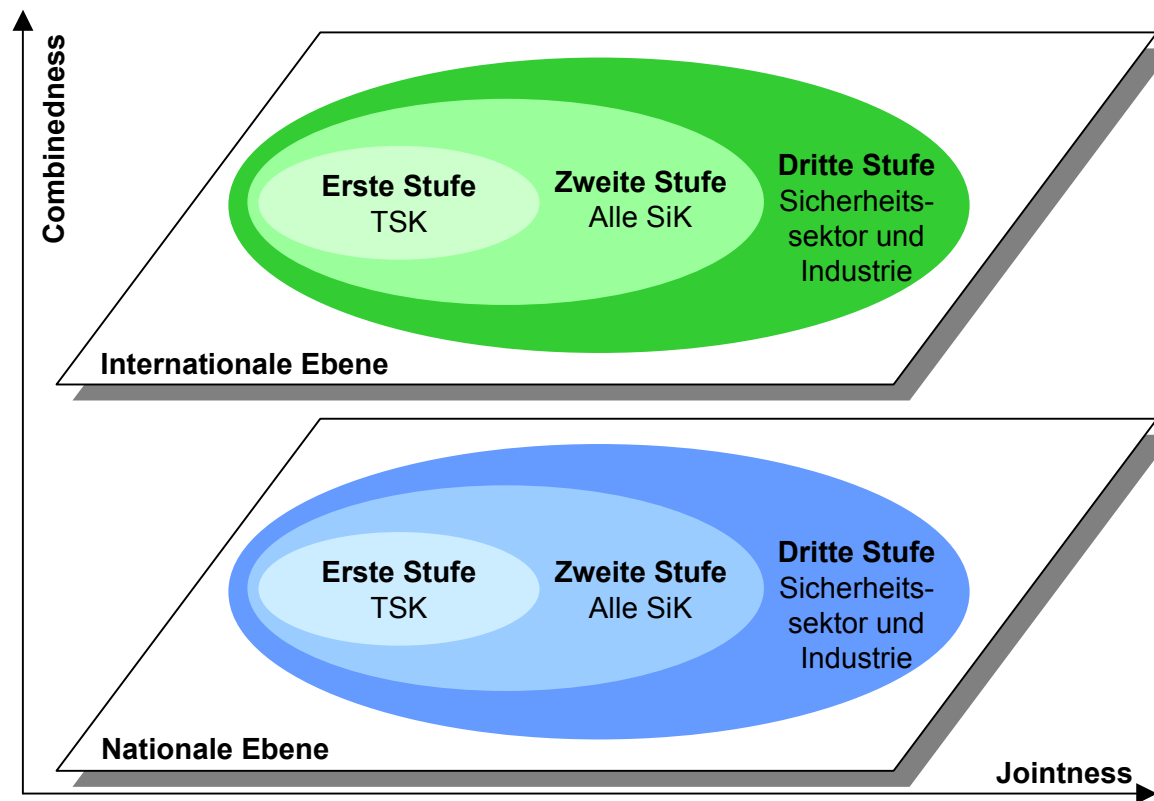 Combinedness
Erste Stufe
TSK
Zweite Stufe
Alle SiK
Dritte Stufe
Sicherheits-
sektor und
Industrie
Internationale Ebene
Erste Stufe
TSK
Zweite Stufe
Alle SiK
Dritte Stufe
Sicherheits-
sektor und
Industrie
Nationale Ebene
Jointness